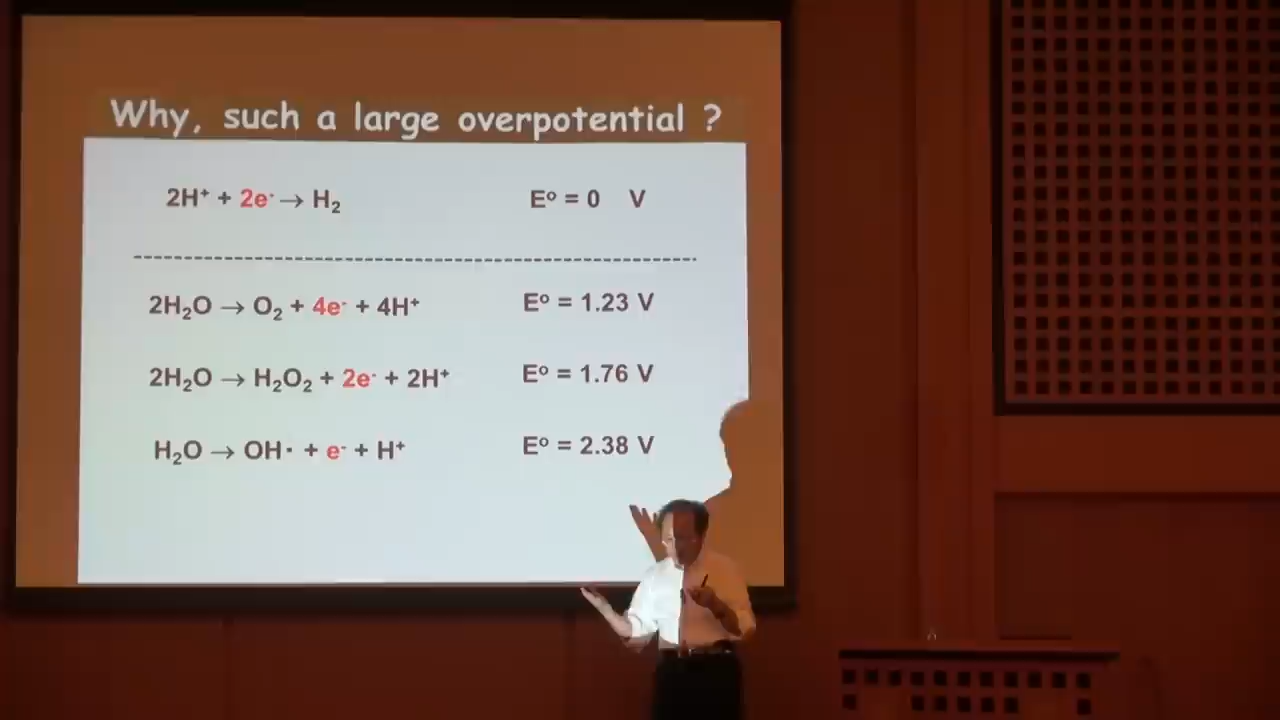 Why, such a large overpotential ?
2H⁺ + 2e⁻ → H₂ E° = 0 V
2H₂O → O₂ + 4e⁻ + 4H⁺ E° = 1.23 V
2H₂O → H₂O₂ + 2e⁻ + 2H⁺ E° = 1.76 V
H₂O → OH· + e⁻ + H⁺ E° = 2.38 V